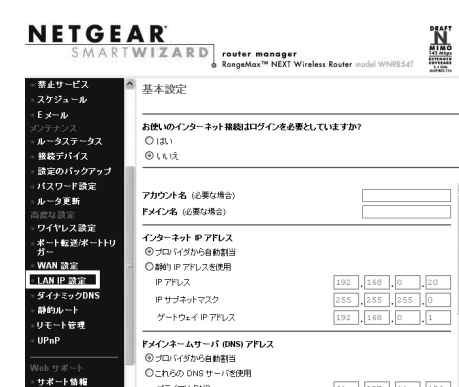 NETGEAR
SMARTWIZARD router manager
RangeMax™ NEXT Wireless Router model WNRB54T
DRAFT
N
MIMO
禁止サービス
スケジュール
Eメール
メンテナンス
ルータステータス
接続デバイス
設定のバックアップ
パスワード設定
ルータ更新
高度な設定
ワイヤレス設定
ポート転送/ポートトリ
ガー
WAN 設定
LAN IP 設定
ダイナミックDNS
静的ルート
リモート管理
UPnP
Web サポート
サポート情報
基本設定
お使いのインターネット接続はログインを必要としていますか?
はい
いいえ
アカウント名 (必要な場合)
ドメイン名 (必要な場合)
インターネット IP アドレス
プロバイダから自動割当
静的 IP アドレスを使用
IP アドレス 192 . 168 . 0 . 20
IP サブネットマスク 255 . 255 . 255 . 0
ゲートウェイ IP アドレス 192 . 168 . 0 . 1
ドメインネームサーバ (DNS) アドレス
プロバイダから自動割当
これらの DNS サーバを使用